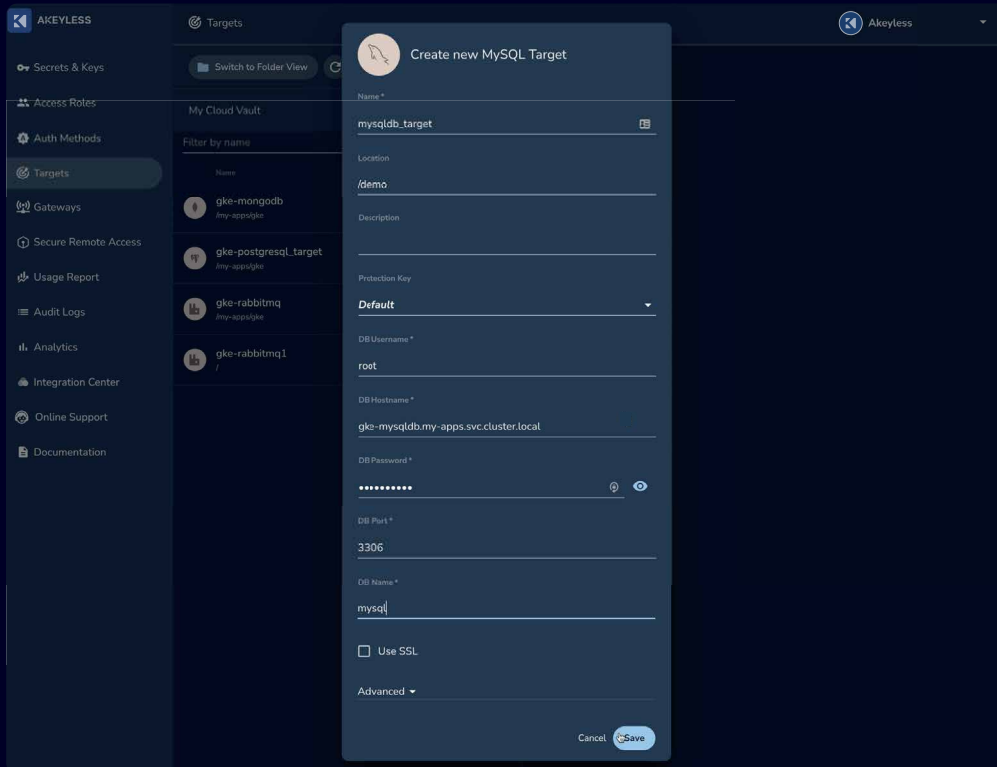 AKEYLESS
Targets
Akeyless
Secrets & Keys
Access Roles
Auth Methods
Targets
Gateways
Secure Remote Access
Usage Report
Audit Logs
Analytics
Integration Center
Online Support
Documentation
Switch to Folder View
My Cloud Vault
Filter by name
Name
gke-mongodb
/my-apps/gke
gke-postgresql_target
/my-apps/gke
gke-rabbitmq
/my-apps/gke
gke-rabbitmq1
/
Create new MySQL Target
Name *
mysqldb_target
Location
/demo
Description
Protection Key
Default
DB Username *
root
DB Hostname *
gke-mysqldb.my-apps.svc.cluster.local
DB Password *
••••••••••
DB Port *
3306
DB Name *
mysql
Use SSL
Advanced
Cancel
Save